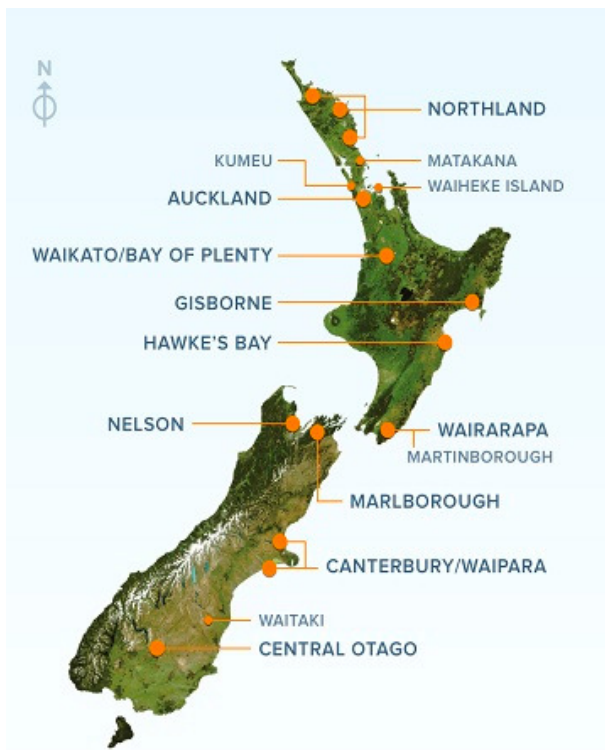 N
NORTHLAND
KUMEU
MATAKANA
WAIHEKE ISLAND
AUCKLAND
WAIKATO/BAY OF PLENTY
GISBORNE
HAWKE'S BAY
NELSON
WAIRARAPA
MARTINBOROUGH
MARLBOROUGH
CANTERBURY/WAIPARA
WAITAKI
CENTRAL OTAGO